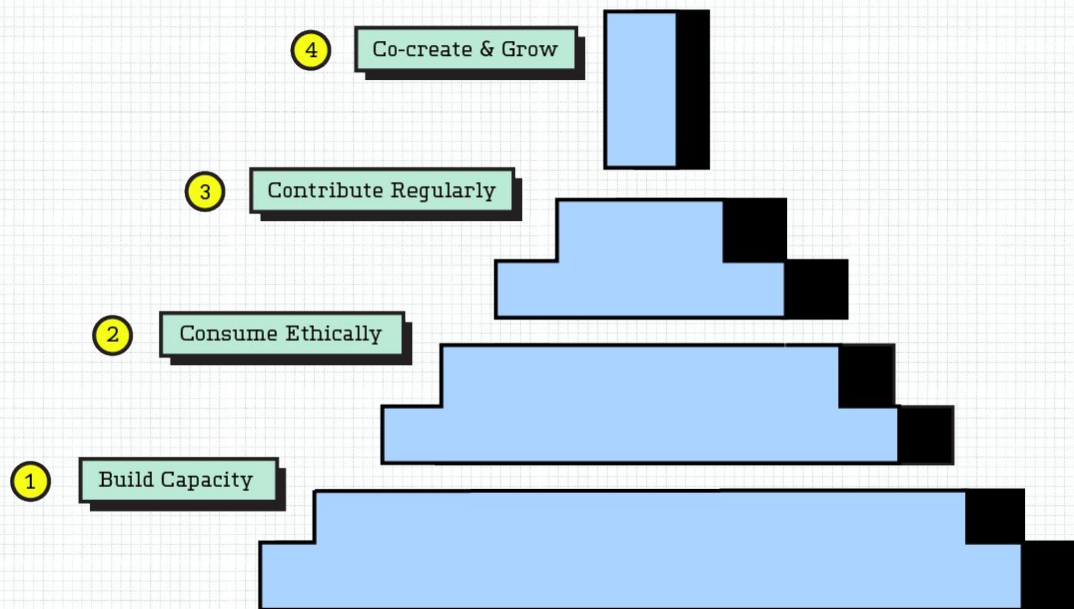 4 Co-create & Grow
3 Contribute Regularly
2 Consume Ethically
1 Build Capacity